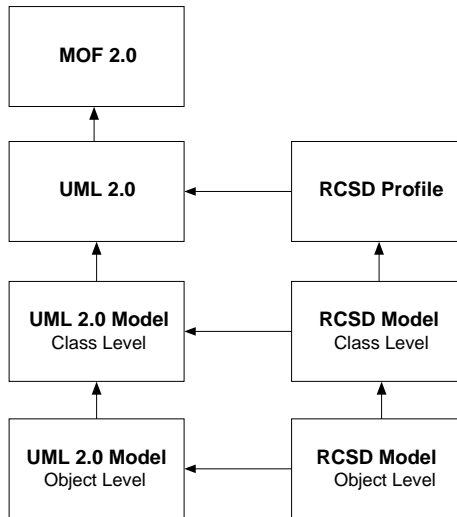 MOF 2.0
UML 2.0
RCSD Profile
UML 2.0 Model
Class Level
RCSD Model
Class Level
UML 2.0 Model
Object Level
RCSD Model
Object Level